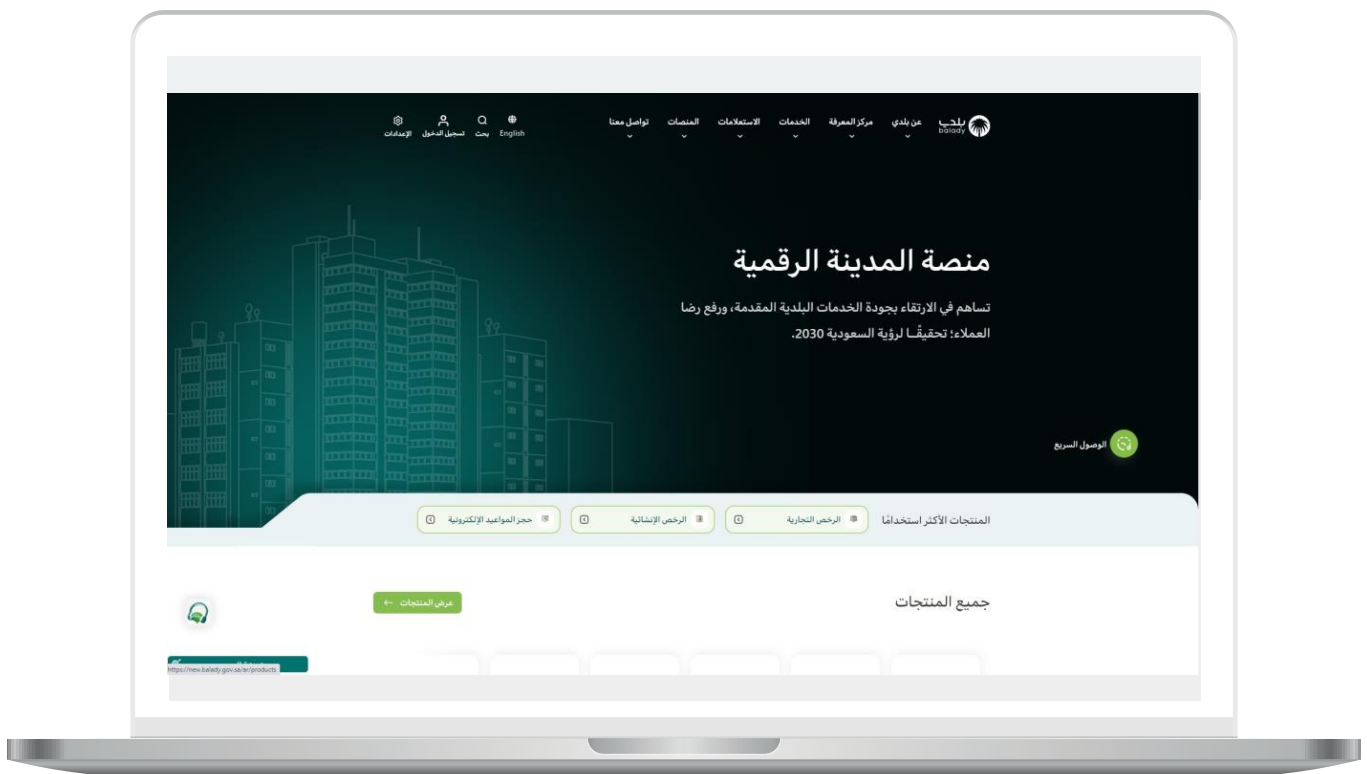 بلدي
balady
عن بلدي
مركز المعرفة
الخدمات
الاستعلامات
المنصات
تواصل معنا
English
بحث
تسجيل الدخول
الإعدادات
منصة المدينة الرقمية
تساهم في الارتقاء بجودة الخدمات البلدية المقدمة، ورفع رضا
العملاء؛ تحقيقًـا لرؤية السعودية 2030.
الوصول السريع
المنتجات الأكثر استخدامًا
الرخص التجارية
الرخص الإنشائية
حجز المواعيد الإلكترونية
جميع المنتجات
عرض المنتجات
https://new.balady.gov.sa/ar/products